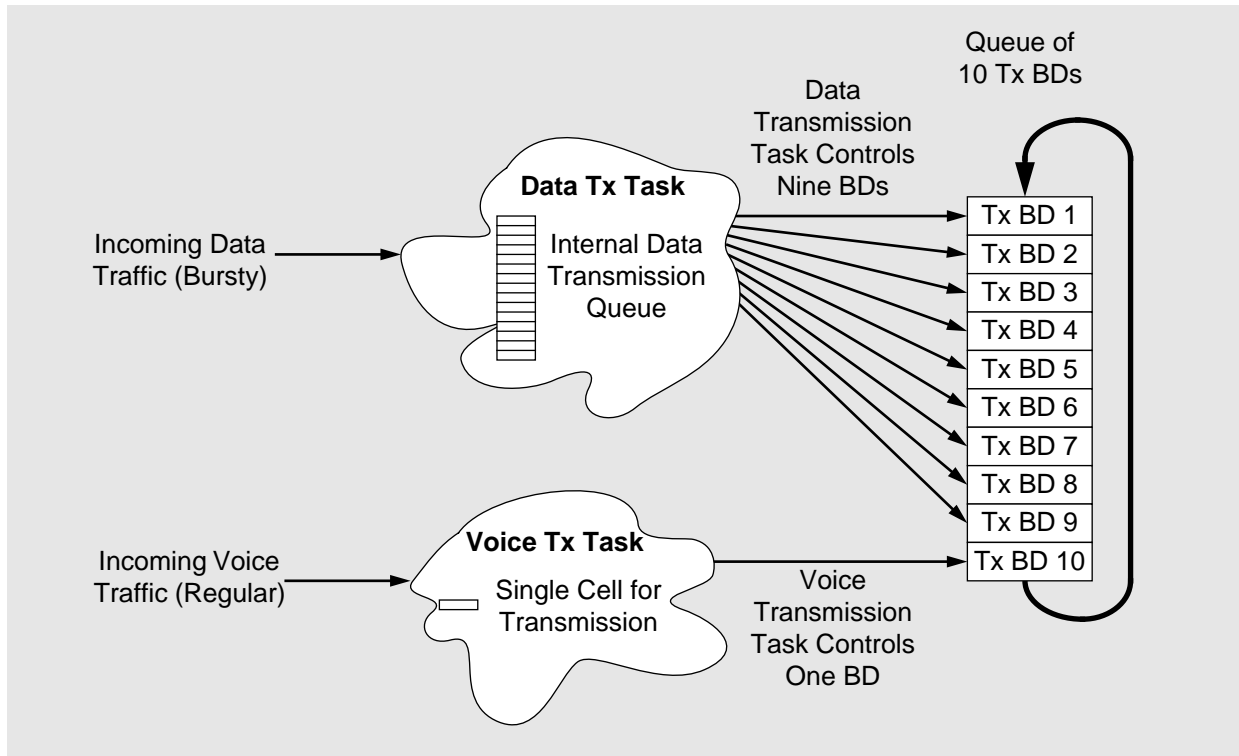 Queue of
10 Tx BDs
Data
Transmission
Task Controls
Nine BDs
Data Tx Task
Internal Data
Transmission
Queue
Incoming Data
Traffic (Bursty)
Tx BD 1
Tx BD 2
Tx BD 3
Tx BD 4
Tx BD 5
Tx BD 6
Tx BD 7
Tx BD 8
Tx BD 9
Tx BD 10
Voice Tx Task
Single Cell for
Transmission
Incoming Voice
Traffic (Regular)
Voice
Transmission
Task Controls
One BD